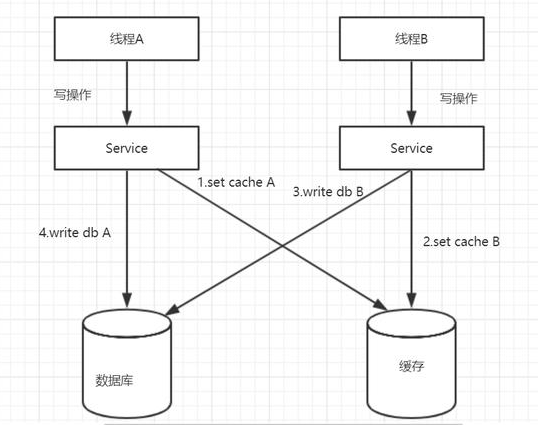 线程A
线程B
写操作
写操作
Service
Service
1.set cache A
3.write db B
4.write db A
2.set cache B
数据库
缓存